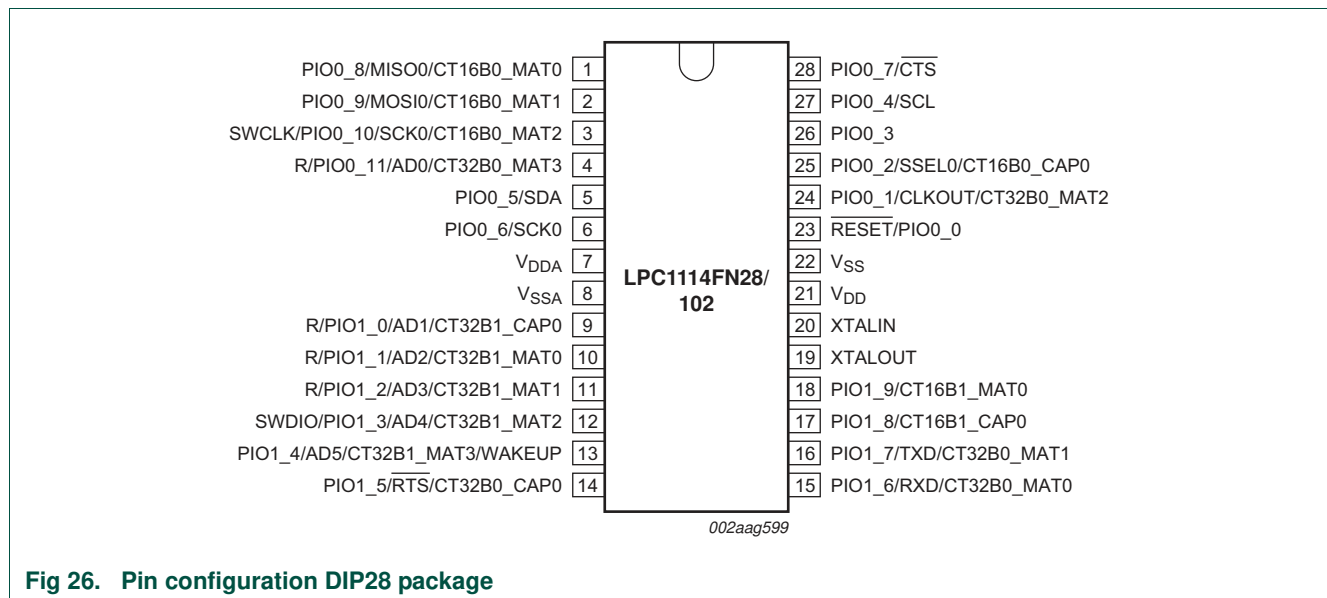 PIO0_8/MISO0/CT16B0_MAT0 1
PIO0_9/MOSI0/CT16B0_MAT1 2
SWCLK/PIO0_10/SCK0/CT16B0_MAT2 3
R/PIO0_11/AD0/CT32B0_MAT3 4
PIO0_5/SDA 5
PIO0_6/SCK0 6
VDDA 7
VSSA 8
R/PIO1_0/AD1/CT32B1_CAP0 9
R/PIO1_1/AD2/CT32B1_MAT0 10
R/PIO1_2/AD3/CT32B1_MAT1 11
SWDIO/PIO1_3/AD4/CT32B1_MAT2 12
PIO1_4/AD5/CT32B1_MAT3/WAKEUP 13
PIO1_5/RTS/CT32B0_CAP0 14
LPC1114FN28/
102
28 PIO0_7/CTS
27 PIO0_4/SCL
26 PIO0_3
25 PIO0_2/SSEL0/CT16B0_CAP0
24 PIO0_1/CLKOUT/CT32B0_MAT2
23 RESET/PIO0_0
22 VSS
21 VDD
20 XTALIN
19 XTALOUT
18 PIO1_9/CT16B1_MAT0
17 PIO1_8/CT16B1_CAP0
16 PIO1_7/TXD/CT32B0_MAT1
15 PIO1_6/RXD/CT32B0_MAT0
002aag599
Fig 26. Pin configuration DIP28 package